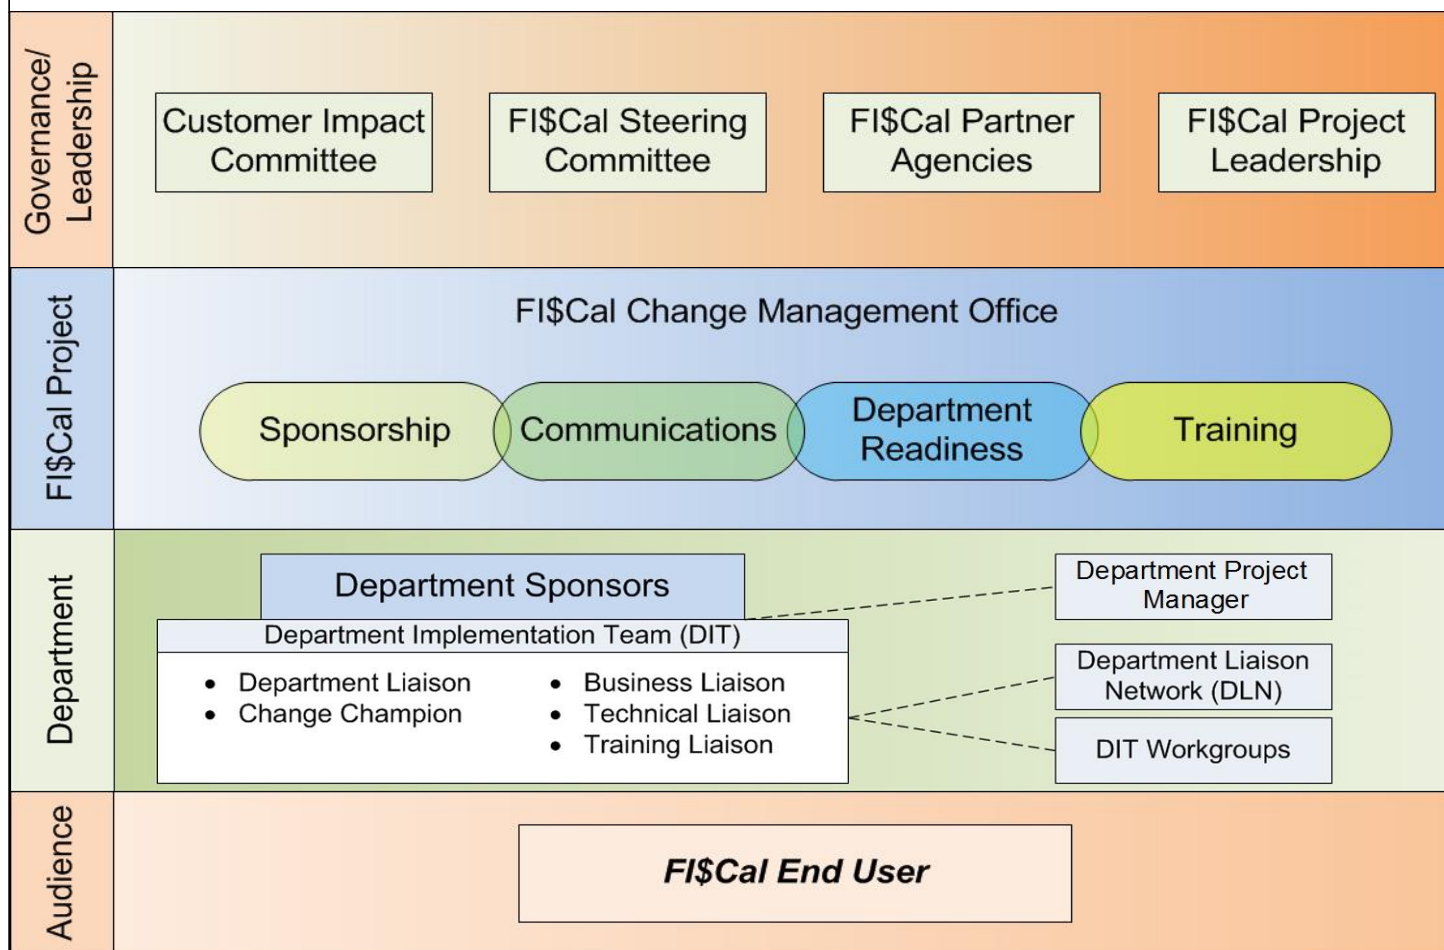 Governance/
Leadership
Customer Impact
Committee
FI$Cal Steering
Committee
FI$Cal Partner
Agencies
FI$Cal Project
Leadership
FI$Cal Project
FI$Cal Change Management Office
Sponsorship
Communications
Department
Readiness
Training
Department
Department Sponsors
Department Implementation Team (DIT)
• Department Liaison
• Change Champion
• Business Liaison
• Technical Liaison
• Training Liaison
Department Project
Manager
Department Liaison
Network (DLN)
DIT Workgroups
Audience
FI$Cal End User